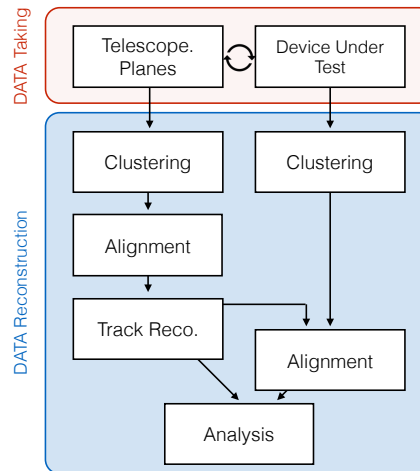 DATA Taking
Telescope.
Planes
Device Under
Test
DATA Reconstruction
Clustering
Clustering
Alignment
Track Reco.
Alignment
Analysis